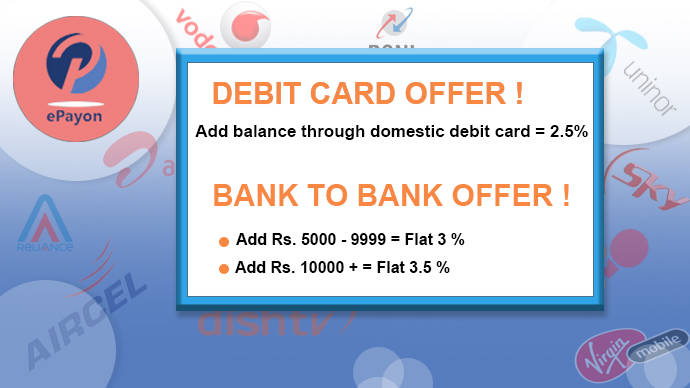 voda
BSNL
uninor
ePayon
DEBIT CARD OFFER !
Add balance through domestic debit card = 2.5%
a
SKY
BANK TO BANK OFFER !
RELIANCE
Add Rs. 5000 - 9999 = Flat 3 %
Add Rs. 10000 + = Flat 3.5 %
AIRCEL
dishtv
Virgin
mobile